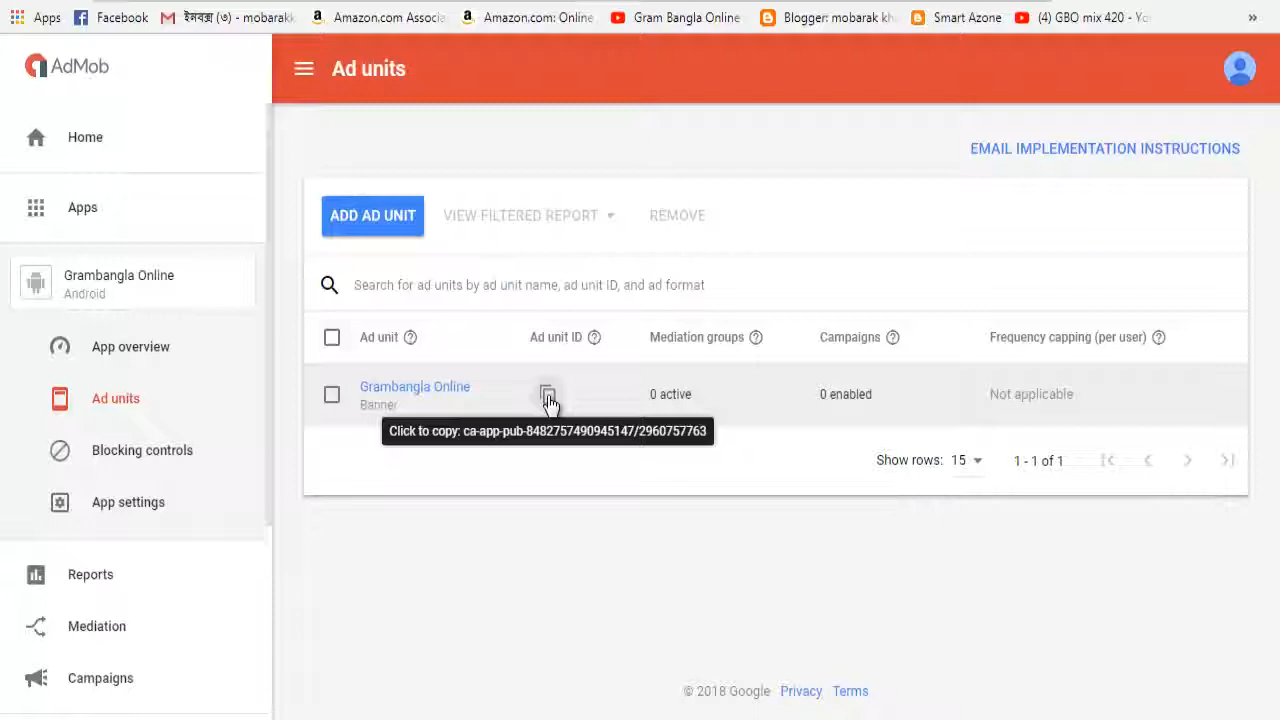 Apps Facebook ইনবক্স (৩) - mobarakk Amazon.com Associa Amazon.com: Online Gram Bangla Online Blogger: mobarak kh Smart Azone (4) GBO mix 420 - Yo »
AdMob
Ad units
Home
Apps
Grambangla Online
Android
App overview
Ad units
Blocking controls
App settings
Reports
Mediation
Campaigns
EMAIL IMPLEMENTATION INSTRUCTIONS
ADD AD UNIT VIEW FILTERED REPORT REMOVE
Search for ad units by ad unit name, ad unit ID, and ad format
Ad unit Ad unit ID Mediation groups Campaigns Frequency capping (per user)
Grambangla Online 0 active 0 enabled Not applicable
Banner
Click to copy: ca-app-pub-8482757490945147/2960757763
Show rows: 15 1 - 1 of 1
© 2018 Google Privacy Terms